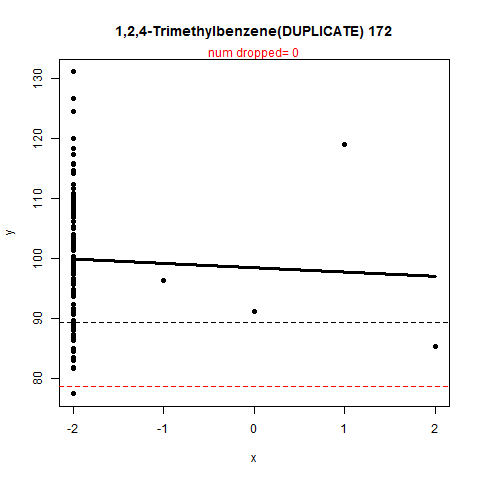 1,2,4-Trimethylbenzene(DUPLICATE) 172
num dropped= 0
130
120
110
100
90
80
y
-2 -1 0 1 2
x